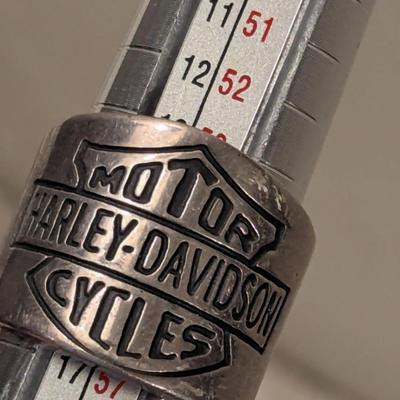 11 51
12 52
MOTOR
HARLEY-DAVIDSON
CYCLES
17 57